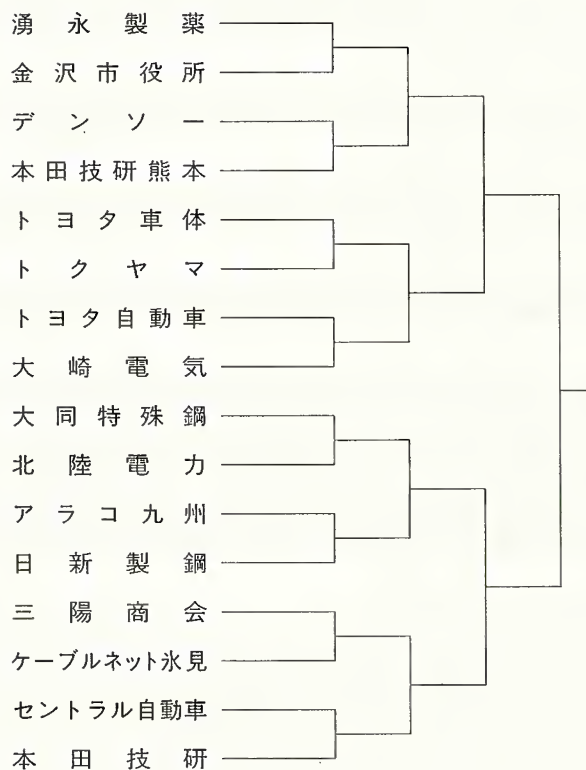 湧永製薬
金沢市役所
デンソー
本田技研熊本
トヨタ車体
トクヤマ
トヨタ自動車
大崎電気
大同特殊鋼
北陸電力
アラコ九州
日新製鋼
三陽商会
ケーブルネット氷見
セントラル自動車
本田技研